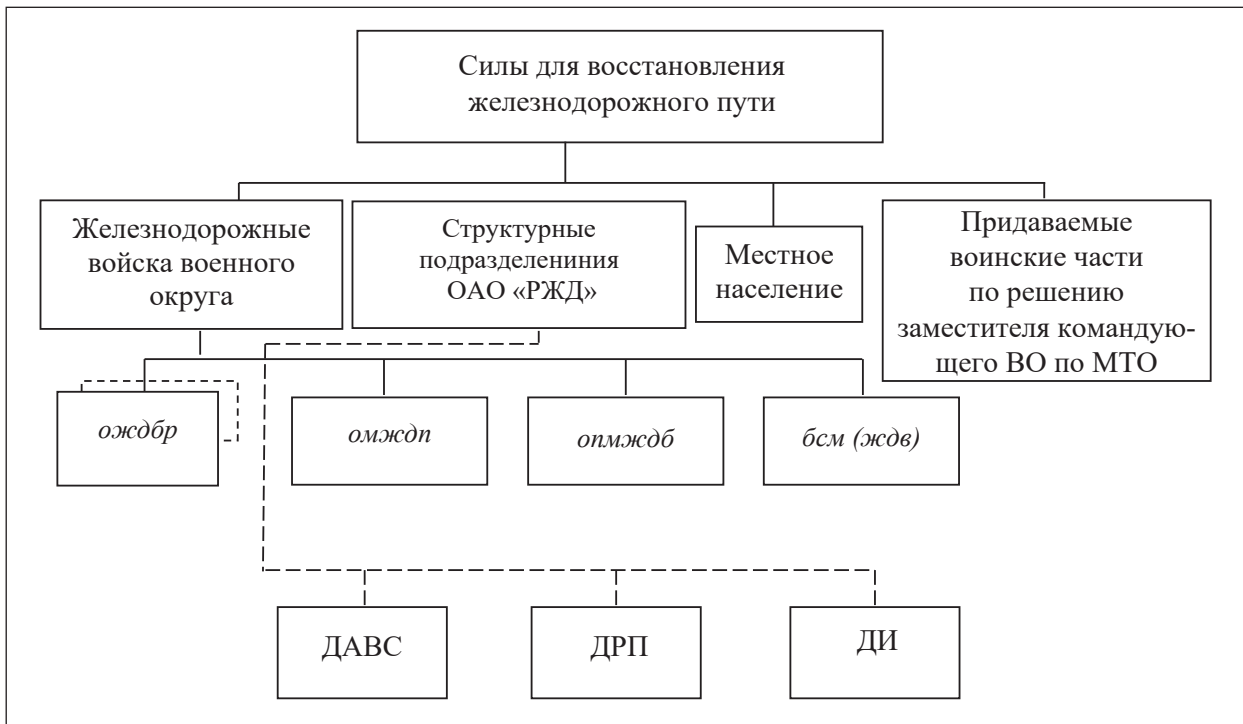 Силы для восстановления
железнодорожного пути
Железнодорожные
войска военного
округа
Структурные
подразделениния
ОАО «РЖД»
Местное
население
Придаваемые
воинские части
по решению
заместителя командую-
щего ВО по МТО
ождбр
омждп
опмждб
бсм (ждв)
ДАВС
ДРП
ДИ